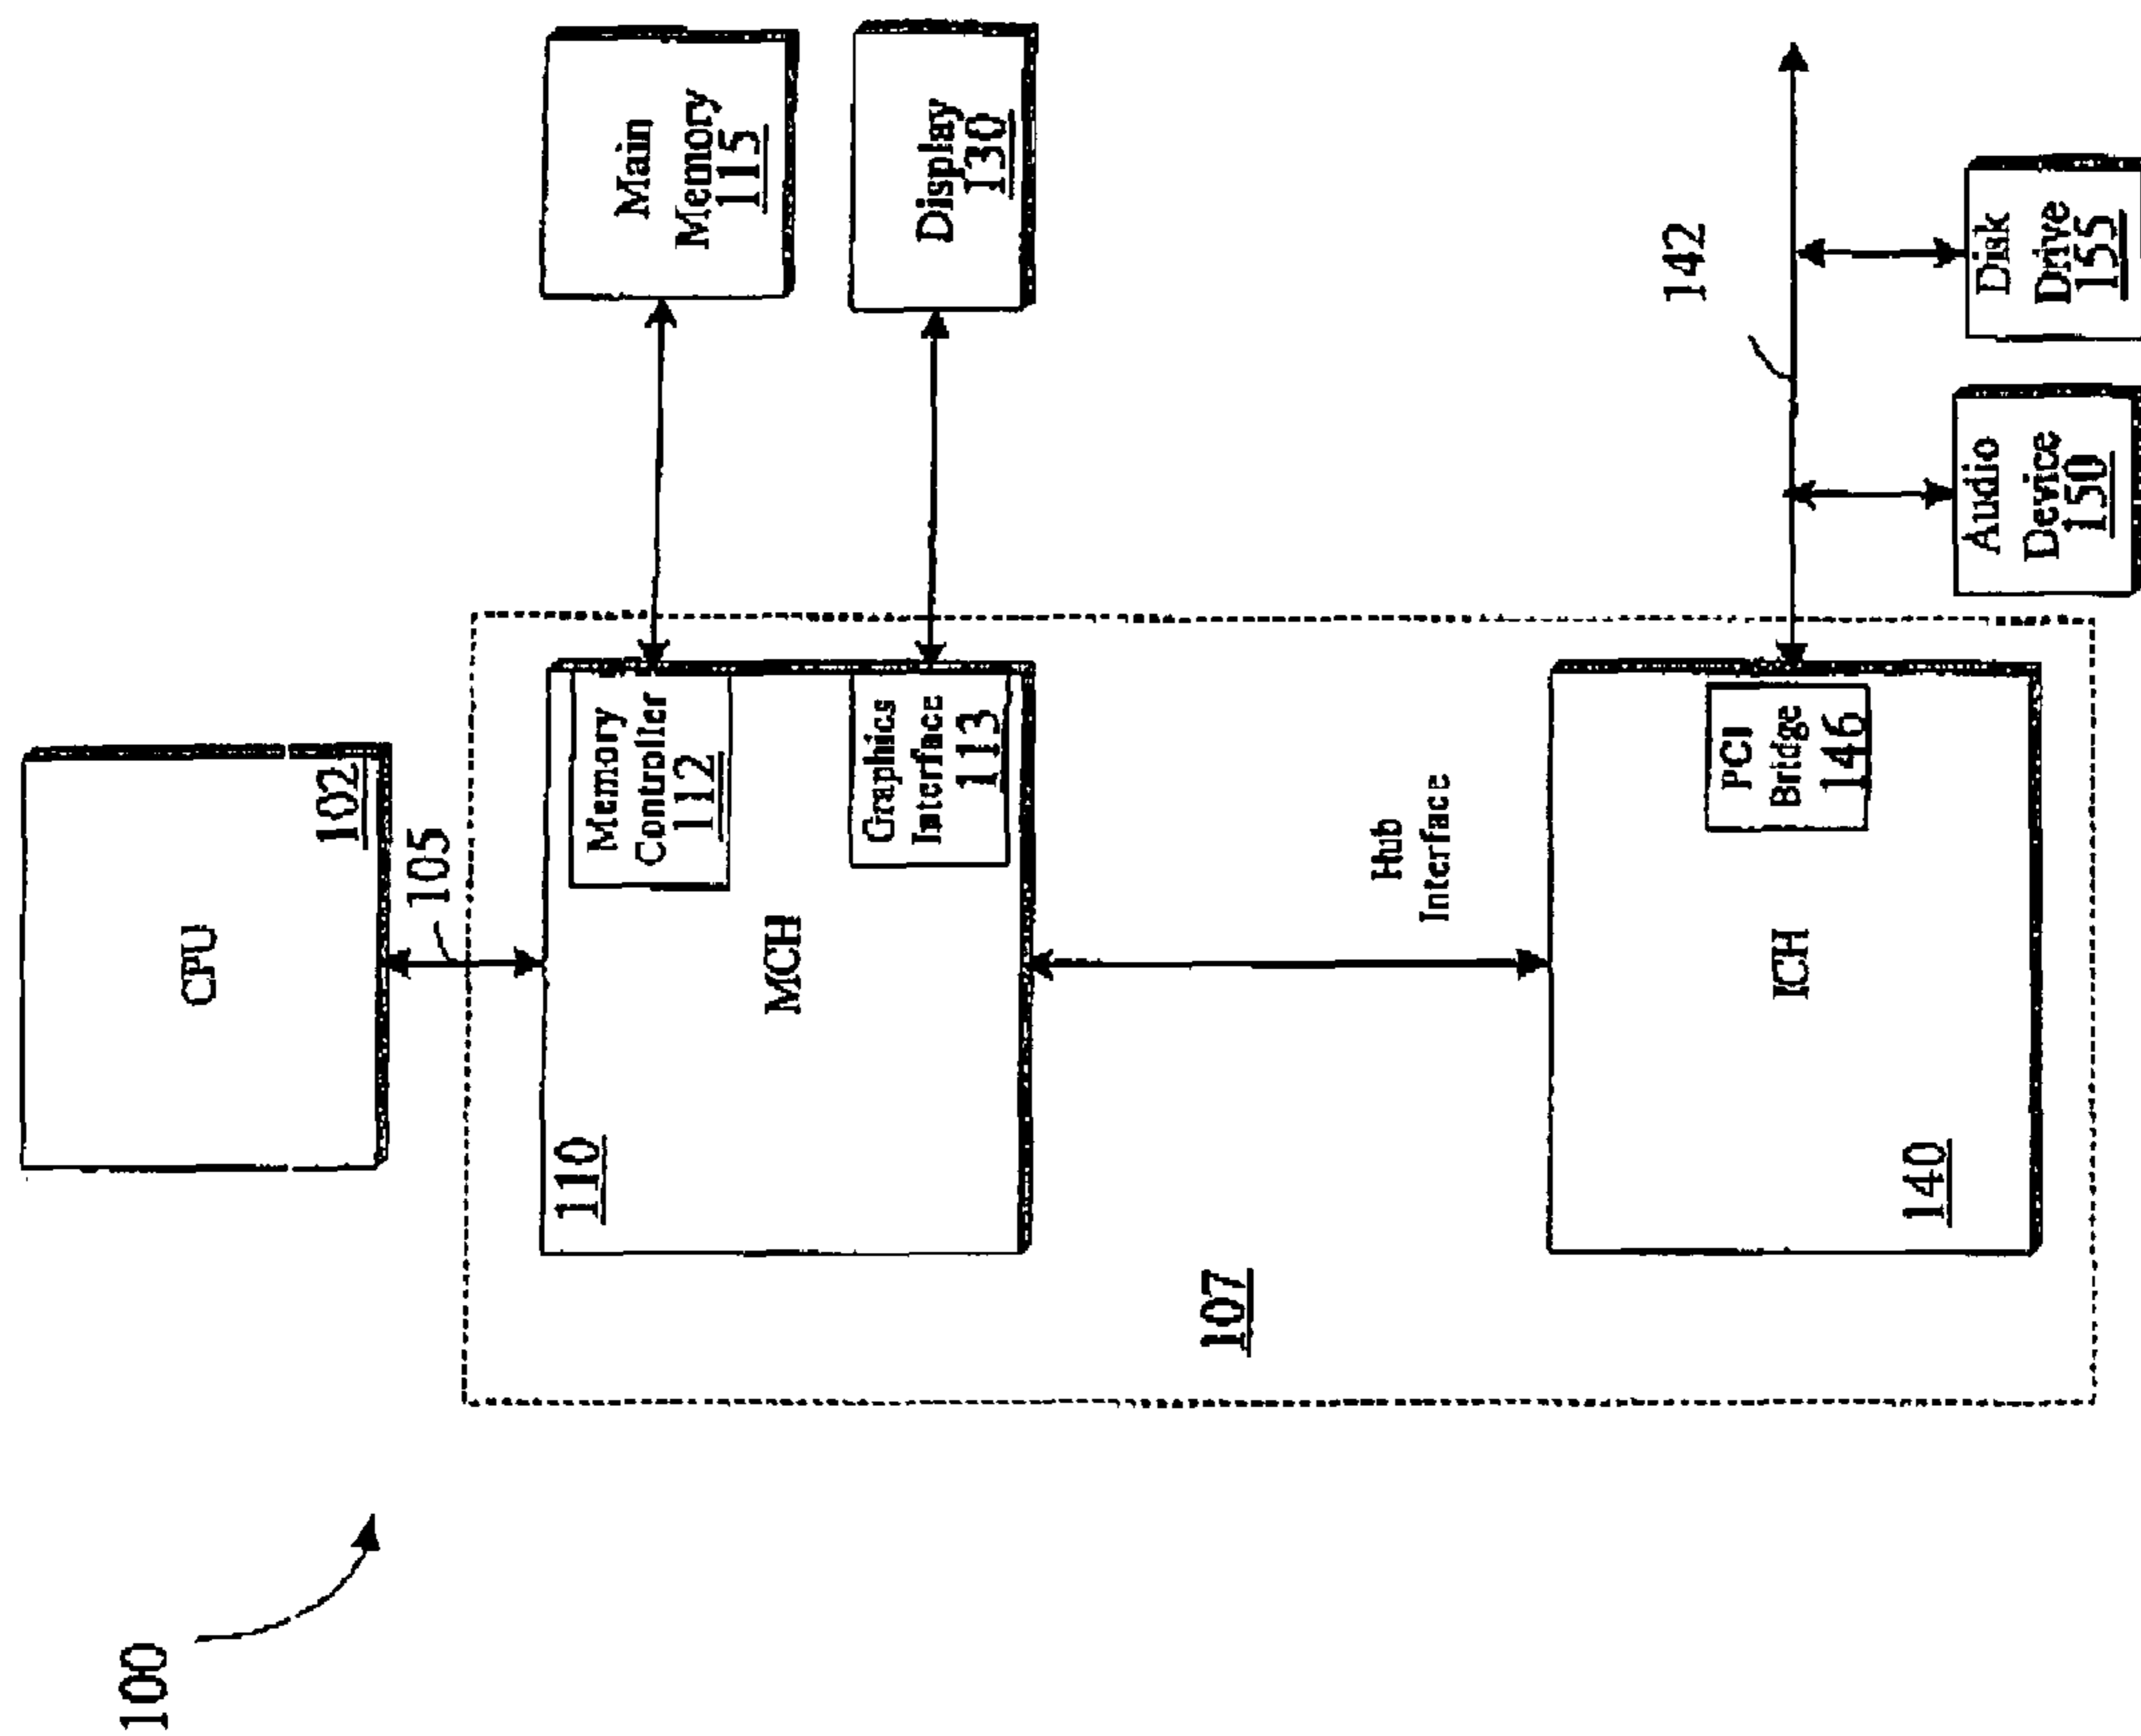 100
CPU
102
105
110
Memory
Controller
112
Main
Memory
115
MCH
Graphics
Interface
113
Display
130
107
Hub
Interface
142
ICH
PCI
Bridge
146
140
Audio
Device
150
Disk
Drive
155